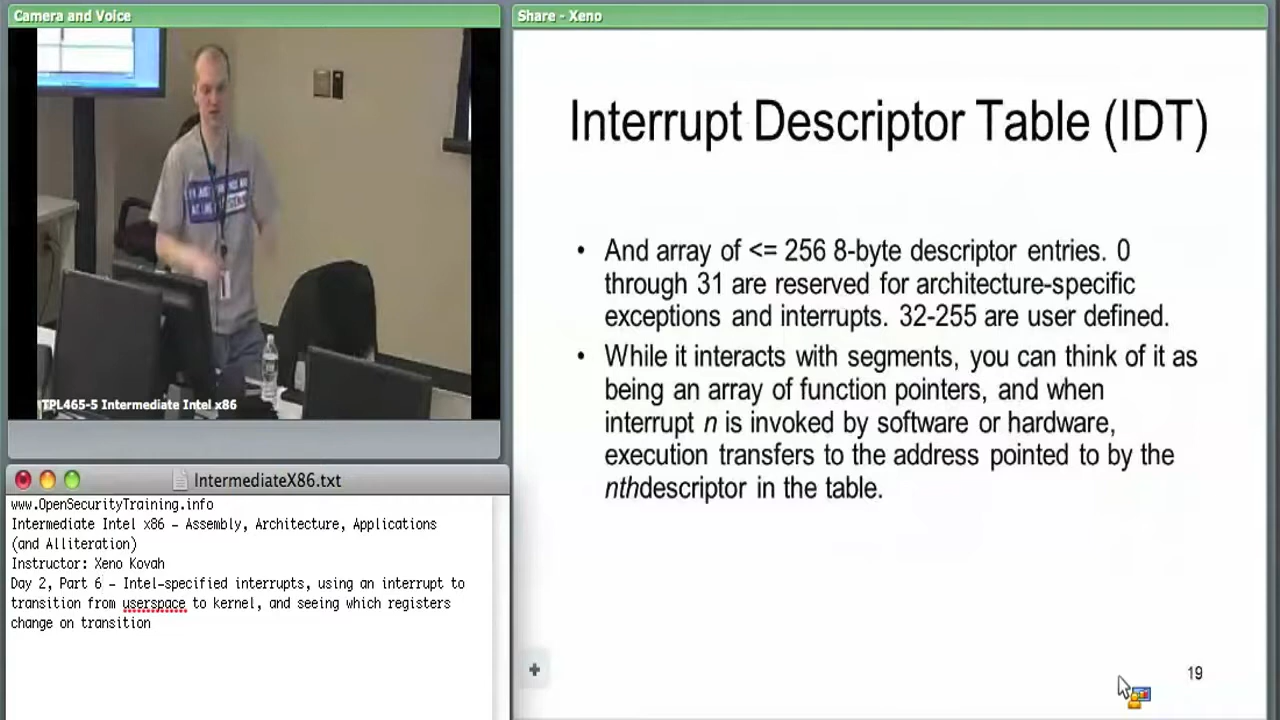 Camera and Voice
TPL465-5 Intermediate Intel x86
IntermediateX86.txt
www.OpenSecurityTraining.info
Intermediate Intel x86 – Assembly, Architecture, Applications
(and Alliteration)
Instructor: Xeno Kovah
Day 2, Part 6 – Intel-specified interrupts, using an interrupt to
transition from userspace to kernel, and seeing which registers
change on transition
Share - Xeno
Interrupt Descriptor Table (IDT)
• And array of <= 256 8-byte descriptor entries. 0
through 31 are reserved for architecture-specific
exceptions and interrupts. 32-255 are user defined.
• While it interacts with segments, you can think of it as
being an array of function pointers, and when
interrupt n is invoked by software or hardware,
execution transfers to the address pointed to by the
nthdescriptor in the table.
19